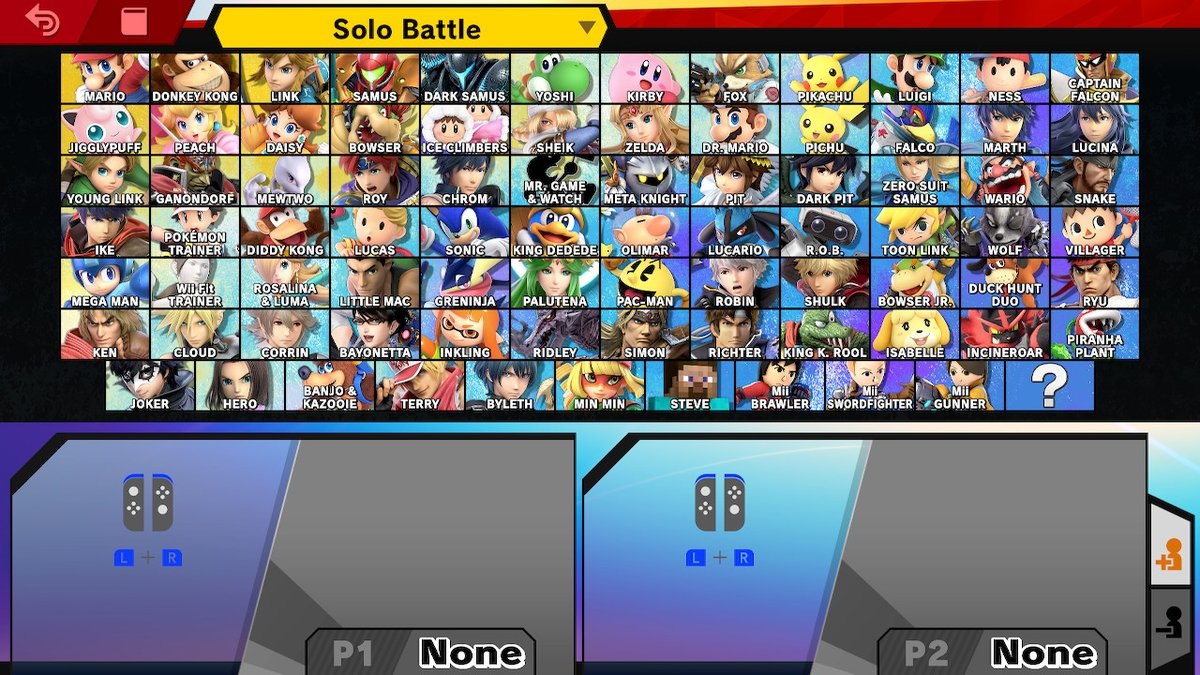 Solo Battle
MARIO
DONKEY KONG
LINK
SAMUS
DARK SAMUS
YOSHI
KIRBY
FOX
PIKACHU
LUIGI
NESS
CAPTAIN
FALCON
JIGGLYPUFF
PEACH
DAISY
BOWSER
ICE CLIMBERS
SHEIK
ZELDA
DR. MARIO
PICHU
FALCO
MARTH
LUCINA
YOUNG LINK
GANONDORF
MEWTWO
ROY
CHROM
MR. GAME
& WATCH
META KNIGHT
PIT
DARK PIT
ZERO SUIT
SAMUS
WARIO
SNAKE
IKE
POKÉMON
TRAINER
DIDDY KONG
LUCAS
SONIC
KING DEDEDE
OLIMAR
LUCARIO
R.O.B.
TOON LINK
WOLF
VILLAGER
MEGA MAN
Wii Fit
TRAINER
ROSALINA
& LUMA
LITTLE MAC
GRENINJA
PALUTENA
PAC-MAN
ROBIN
SHULK
BOWSER JR.
DUCK HUNT
DUO
RYU
KEN
CLOUD
CORRIN
BAYONETTA
INKLING
RIDLEY
SIMON
RICHTER
KING K. ROOL
ISABELLE
INCINEROAR
PIRANHA
PLANT
JOKER
HERO
BANJO &
KAZOOIE
TERRY
BYLETH
MIN MIN
STEVE
Mii
BRAWLER
Mii
SWORDFIGHTER
Mii
GUNNER
?
L + R
P1 None
L + R
P2 None